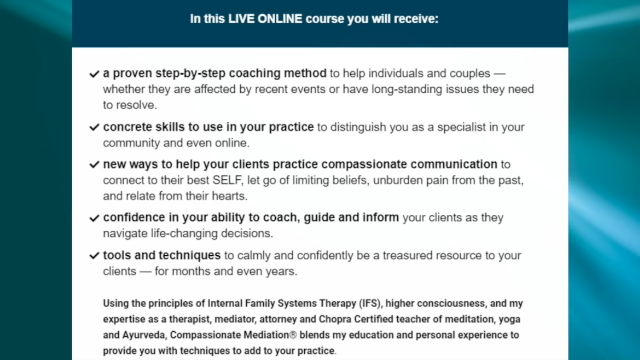 In this LIVE ONLINE course you will receive:
✓ a proven step-by-step coaching method to help individuals and couples —
whether they are affected by recent events or have long-standing issues they need
to resolve.
✓ concrete skills to use in your practice to distinguish you as a specialist in your
community and even online.
✓ new ways to help your clients practice compassionate communication to
connect to their best SELF, let go of limiting beliefs, unburden pain from the past,
and relate from their hearts.
✓ confidence in your ability to coach, guide and inform your clients as they
navigate life-changing decisions.
✓ tools and techniques to calmly and confidently be a treasured resource to your
clients — for months and even years.
Using the principles of Internal Family Systems Therapy (IFS), higher consciousness, and my
expertise as a therapist, mediator, attorney and Chopra Certified teacher of meditation, yoga
and Ayurveda, Compassionate Mediation® blends my education and personal experience to
provide you with techniques to add to your practice.